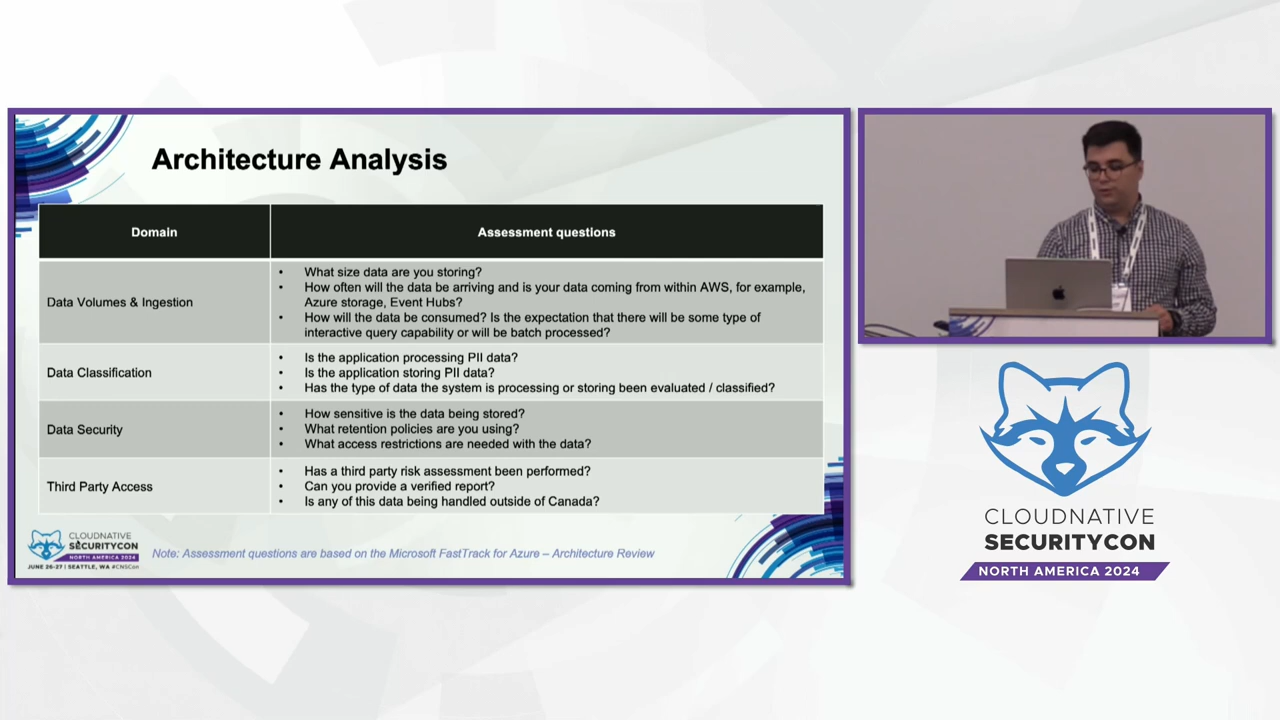 Architecture Analysis
Domain
Assessment questions
Data Volumes & Ingestion
• What size data are you storing?
• How often will the data be arriving and is your data coming from within AWS, for example,
Azure storage, Event Hubs?
• How will the data be consumed? Is the expectation that there will be some type of
interactive query capability or will be batch processed?
Data Classification
• Is the application processing PII data?
• Is the application storing PII data?
• Has the type of data the system is processing or storing been evaluated / classified?
Data Security
• How sensitive is the data being stored?
• What retention policies are you using?
• What access restrictions are needed with the data?
Third Party Access
• Has a third party risk assessment been performed?
• Can you provide a verified report?
• Is any of this data being handled outside of Canada?
CLOUDNATIVE
SECURITYCON
NORTH AMERICA 2024
JUNE 26-27 | SEATTLE, WA #CNSCon
Note: Assessment questions are based on the Microsoft FastTrack for Azure – Architecture Review
CLOUDNATIVE
SECURITYCON
NORTH AMERICA 2024